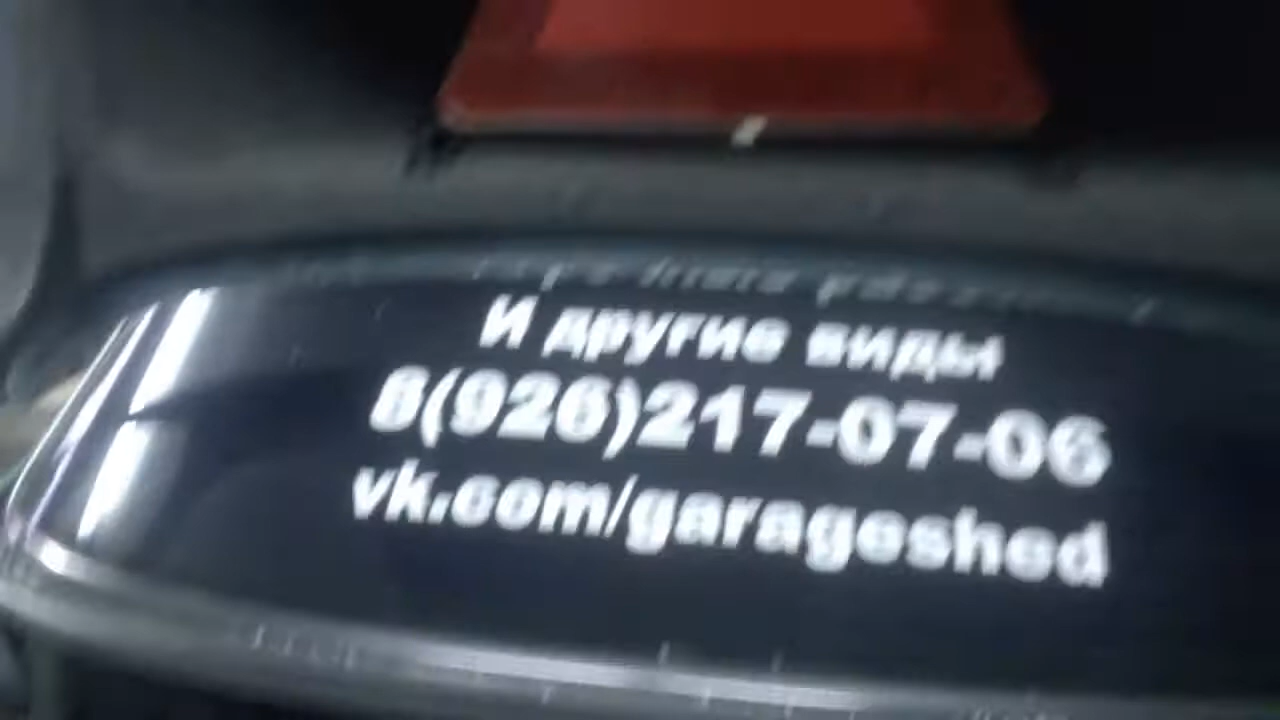 И другие виды
8(926)217-07-06
vk.com/garageshed